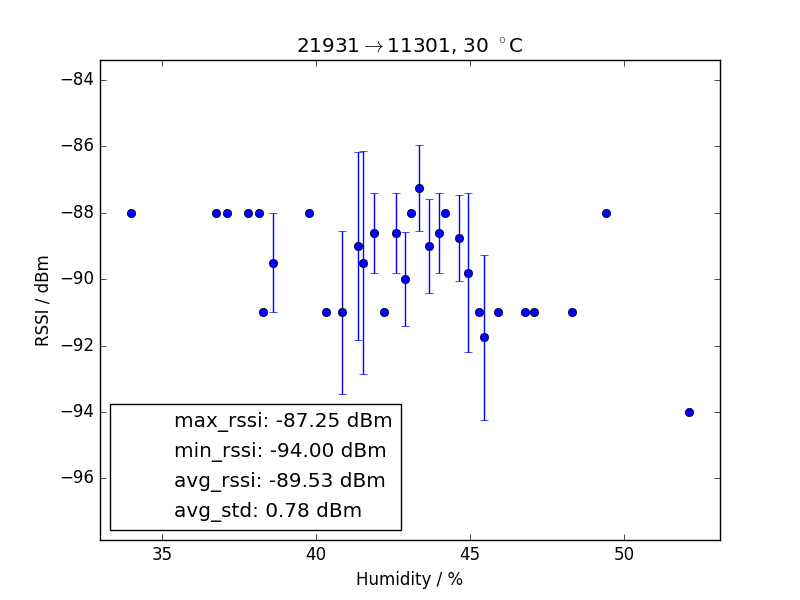 21931→11301, 30 °C
−84
−86
−88
−90
−92
−94
−96
RSSI / dBm
max_rssi: -87.25 dBm
min_rssi: -94.00 dBm
avg_rssi: -89.53 dBm
avg_std: 0.78 dBm
35 40 45 50
Humidity / %